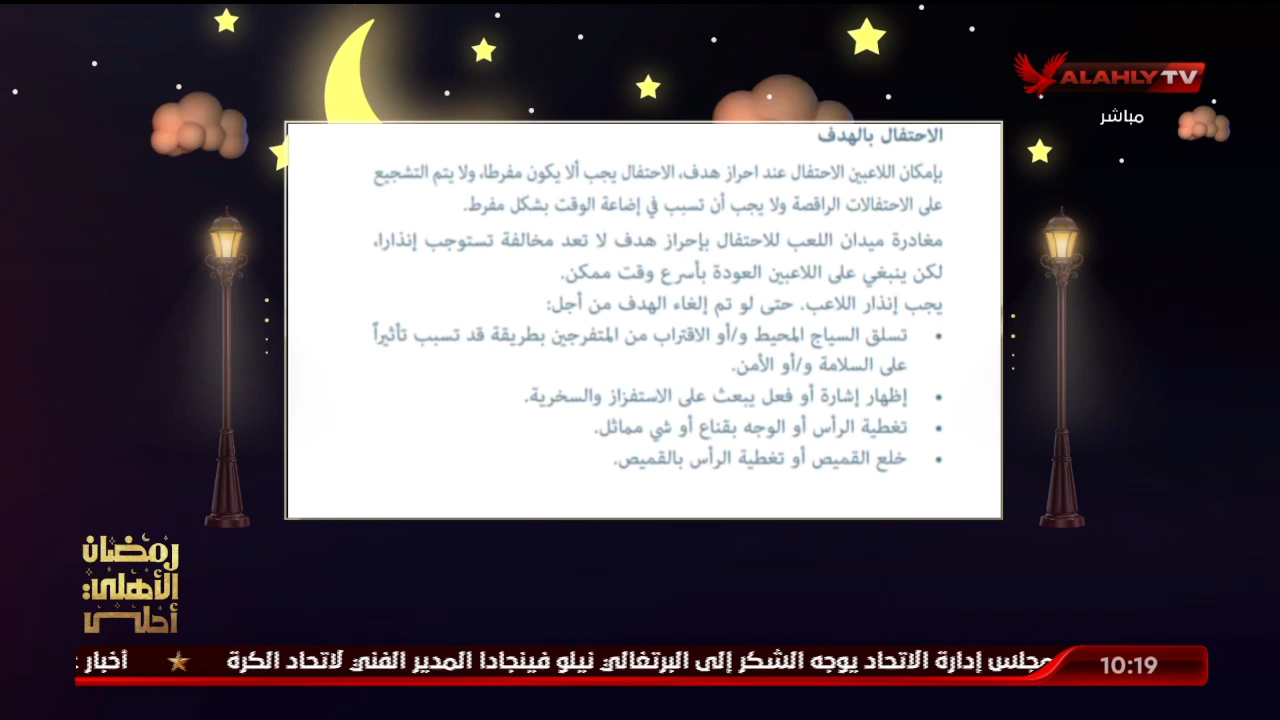 ALAHLY TV
مباشر
الاحتفال بالهدف
بإمكان اللاعبين الاحتفال عند احراز هدف، الاحتفال يجب ألا يكون مفرطا، ولا يتم التشجيع
على الاحتفالات الراقصة ولا يجب أن تسبب في إضاعة الوقت بشكل مفرط.
مغادرة ميدان اللعب للاحتفال بإحراز هدف لا تعد مخالفة تستوجب إنذارا،
لكن ينبغي على اللاعبين العودة بأسرع وقت ممكن.
يجب إنذار اللاعب. حتى لو تم إلغاء الهدف من أجل:
• تسلق السياج المحيط و/أو الاقتراب من المتفرجين بطريقة قد تسبب تأثيراً
على السلامة و/أو الأمن.
• إظهار إشارة أو فعل يبعث على الاستفزاز والسخرية.
• تغطية الرأس أو الوجه بقناع أو شي مماثل.
• خلع القميص أو تغطية الرأس بالقميص.
رمضان
الأهلي:
أحلى
مجلس إدارة الاتحاد يوجه الشكر إلى البرتغالي نيلو فينجادا المدير الفني لاتحاد الكرة ★ أخبار
10:19